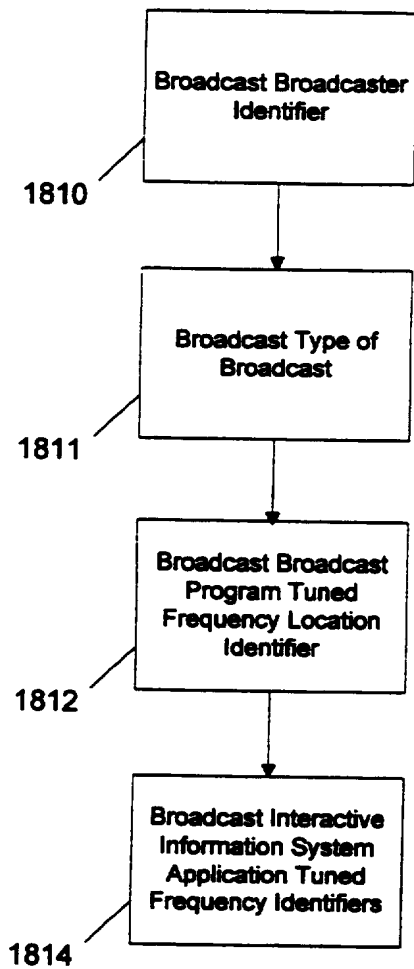 Broadcast Broadcaster
Identifier
1810
Broadcast Type of
Broadcast
1811
Broadcast Broadcast
Program Tuned
Frequency Location
Identifier
1812
Broadcast Interactive
Information System
Application Tuned
Frequency Identifiers
1814